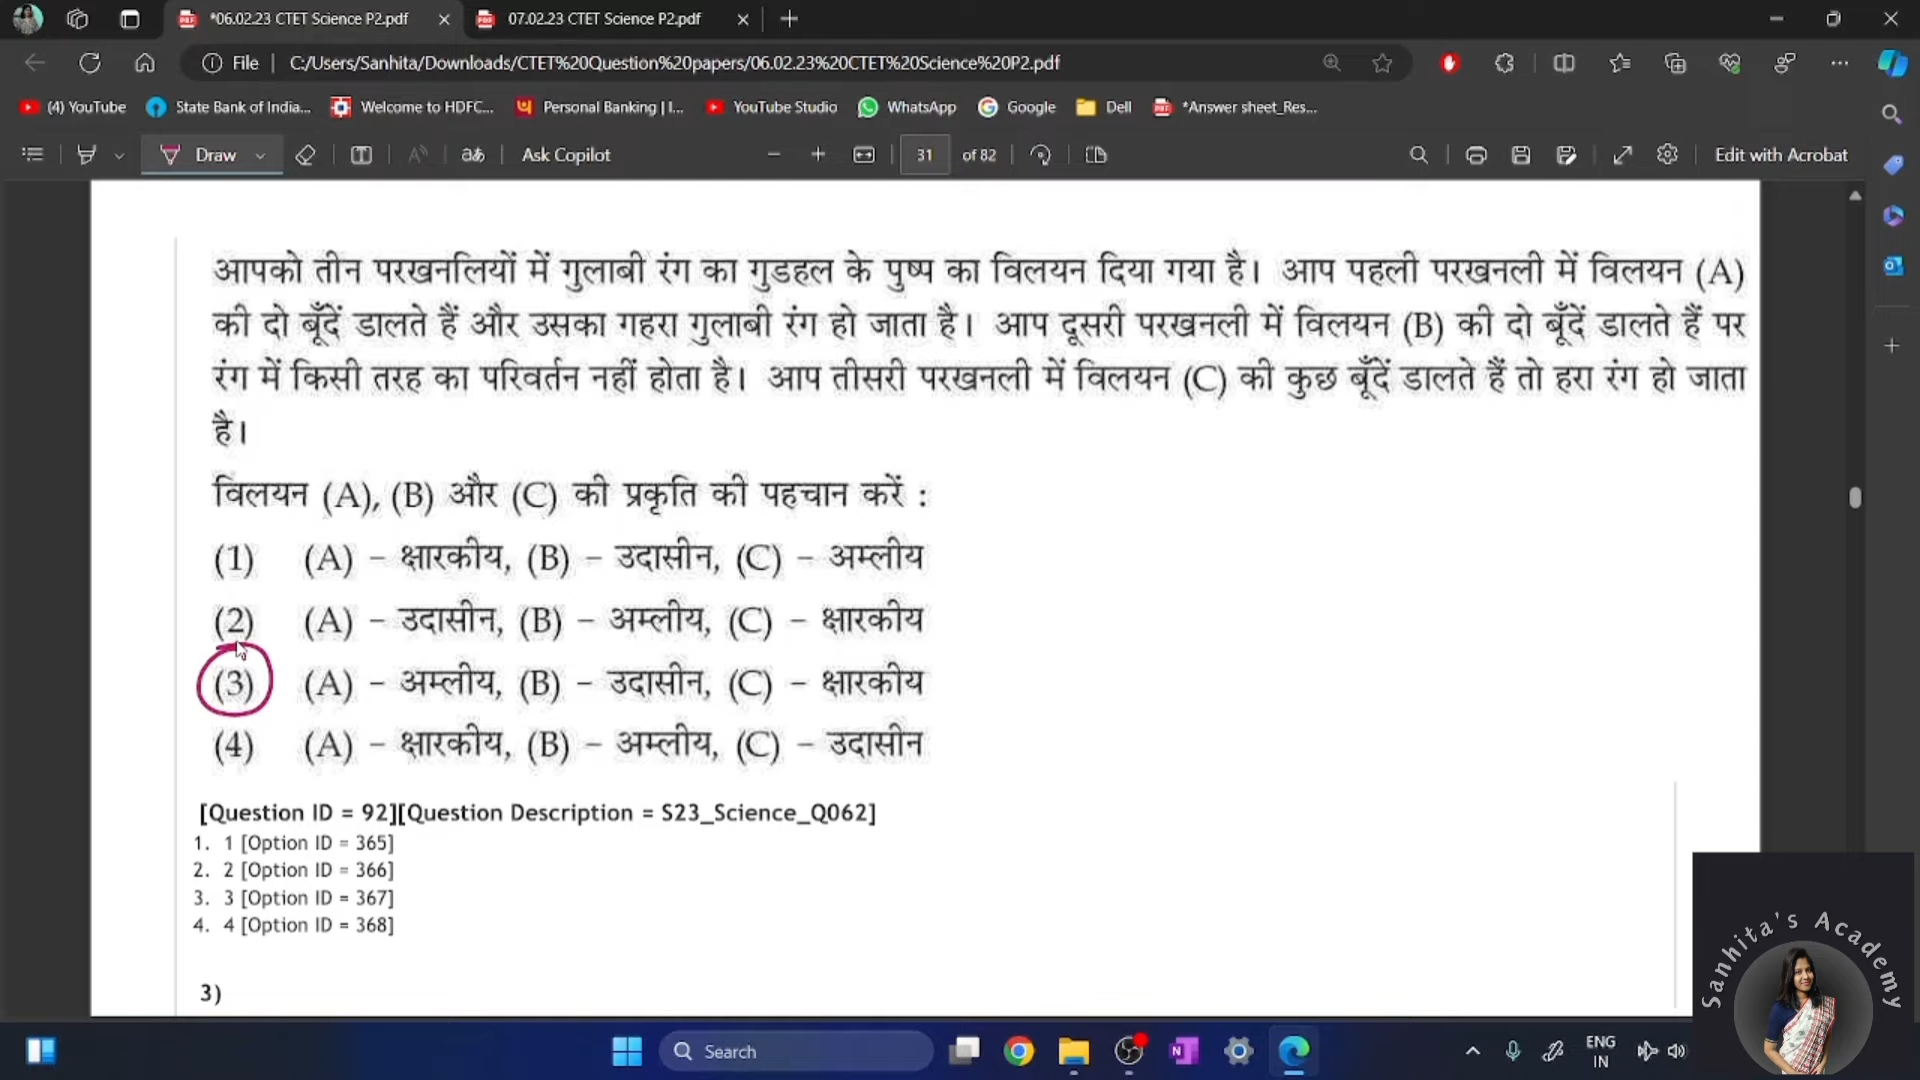 *06.02.23 CTET Science P2.pdf
07.02.23 CTET Science P2.pdf
File
C:/Users/Sanhita/Downloads/CTET%20Question%20papers/06.02.23%20CTET%20Science%20P2.pdf
(4) YouTube
State Bank of India...
Welcome to HDFC...
Personal Banking | I...
YouTube Studio
WhatsApp
Google
Dell
*Answer sheet_Res...
Draw
Ask Copilot
31 of 82
Edit with Acrobat
आपको तीन परखनलियों में गुलाबी रंग का गुडहल के पुष्प का विलयन दिया गया है। आप पहली परखनली में विलयन (A)
की दो बूँदें डालते हैं और उसका गहरा गुलाबी रंग हो जाता है। आप दूसरी परखनली में विलयन (B) की दो बूँदें डालते हैं पर
रंग में किसी तरह का परिवर्तन नहीं होता है। आप तीसरी परखनली में विलयन (C) की कुछ बूँदें डालते हैं तो हरा रंग हो जाता
है।
विलयन (A), (B) और (C) की प्रकृति की पहचान करें :
(1) (A) – क्षारकीय, (B) – उदासीन, (C) – अम्लीय
(2) (A) – उदासीन, (B) – अम्लीय, (C) – क्षारकीय
(3) (A) – अम्लीय, (B) – उदासीन, (C) – क्षारकीय
(4) (A) – क्षारकीय, (B) – अम्लीय, (C) – उदासीन
[Question ID = 92][Question Description = S23_Science_Q062]
1. 1 [Option ID = 365]
2. 2 [Option ID = 366]
3. 3 [Option ID = 367]
4. 4 [Option ID = 368]
3)
Sanhita's Academy
Search
ENG
IN